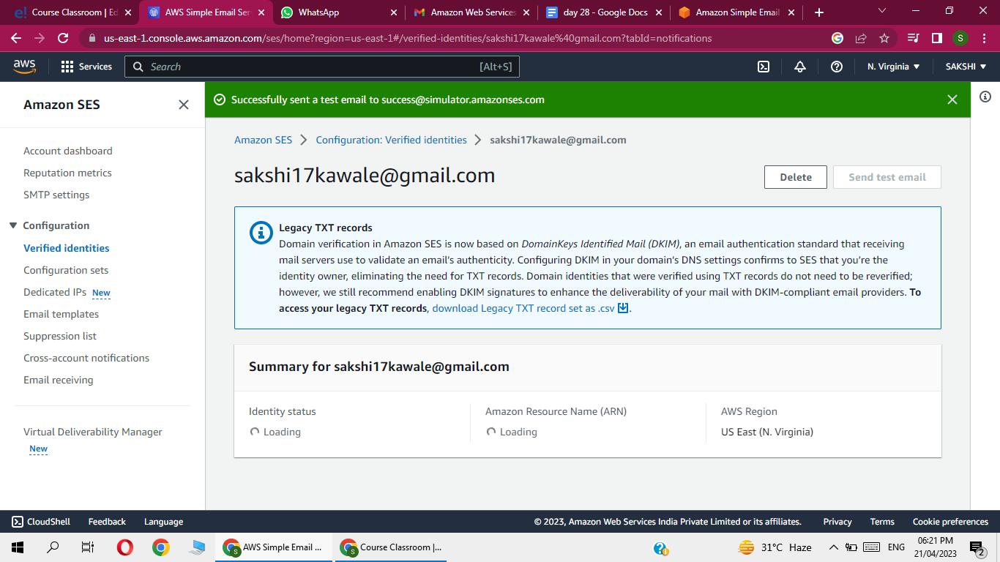 Course Classroom | Ed
AWS Simple Email Ser
WhatsApp
Amazon Web Services
day 28 - Google Docs
Amazon Simple Email
us-east-1.console.aws.amazon.com/ses/home?region=us-east-1#/verified-identities/sakshi17kawale%40gmail.com?tabId=notifications
S
aws
Services
Search
[Alt+S]
N. Virginia
SAKSHI
Amazon SES
Account dashboard
Reputation metrics
SMTP settings
Configuration
Verified identities
Configuration sets
Dedicated IPs New
Email templates
Suppression list
Cross-account notifications
Email receiving
Virtual Deliverability Manager
New
Successfully sent a test email to success@simulator.amazonses.com
Amazon SES
Configuration: Verified identities
sakshi17kawale@gmail.com
sakshi17kawale@gmail.com
Delete
Send test email
Legacy TXT records
Domain verification in Amazon SES is now based on DomainKeys Identified Mail (DKIM), an email authentication standard that receiving
mail servers use to validate an email's authenticity. Configuring DKIM in your domain's DNS settings confirms to SES that you're the
identity owner, eliminating the need for TXT records. Domain identities that were verified using TXT records do not need to be reverified;
however, we still recommend enabling DKIM signatures to enhance the deliverability of your mail with DKIM-compliant email providers. To
access your legacy TXT records, download Legacy TXT record set as .csv.
Summary for sakshi17kawale@gmail.com
Identity status
Loading
Amazon Resource Name (ARN)
Loading
AWS Region
US East (N. Virginia)
CloudShell
Feedback
Language
© 2023, Amazon Web Services India Private Limited or its affiliates.
Privacy
Terms
Cookie preferences
AWS Simple Email ...
Course Classroom |...
31°C Haze
ENG
06:21 PM
21/04/2023
2